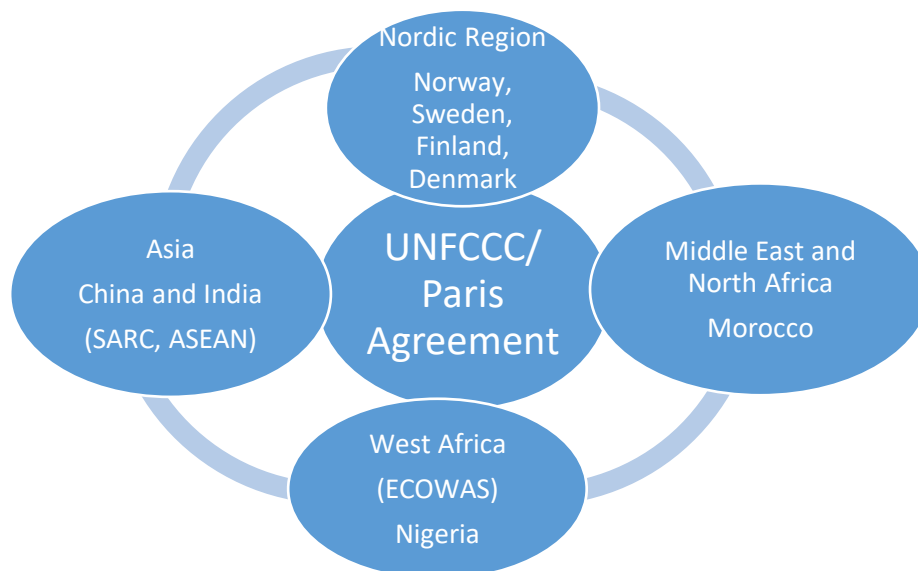 Nordic Region
Norway,
Sweden,
Finland,
Denmark
UNFCCC/
Paris
Agreement
Asia
China and India
(SARC, ASEAN)
Middle East and
North Africa
Morocco
West Africa
(ECOWAS)
Nigeria